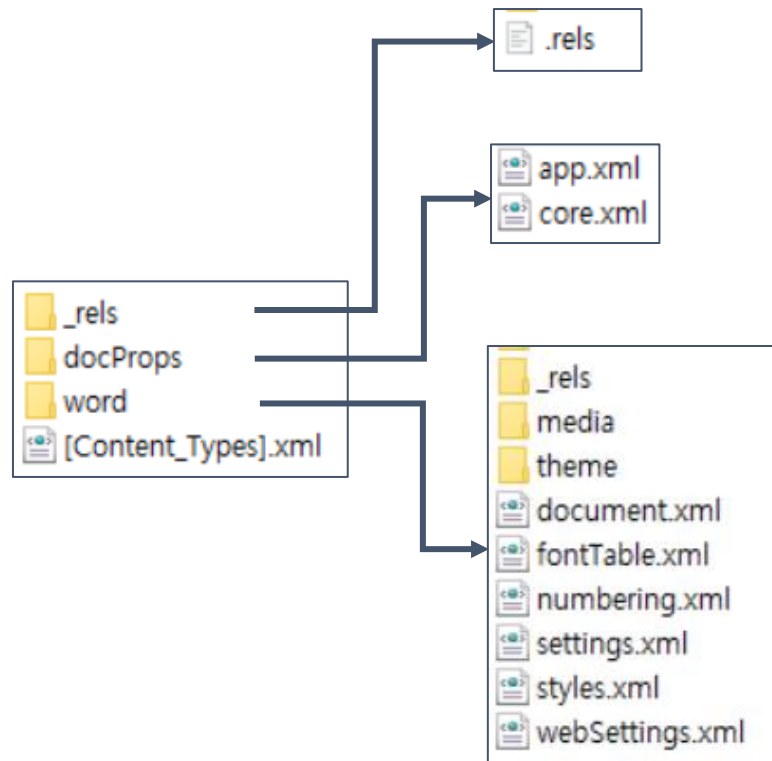 .rels
app.xml
core.xml
_rels
docProps
word
[Content_Types].xml
_rels
media
theme
document.xml
fontTable.xml
numbering.xml
settings.xml
styles.xml
webSettings.xml